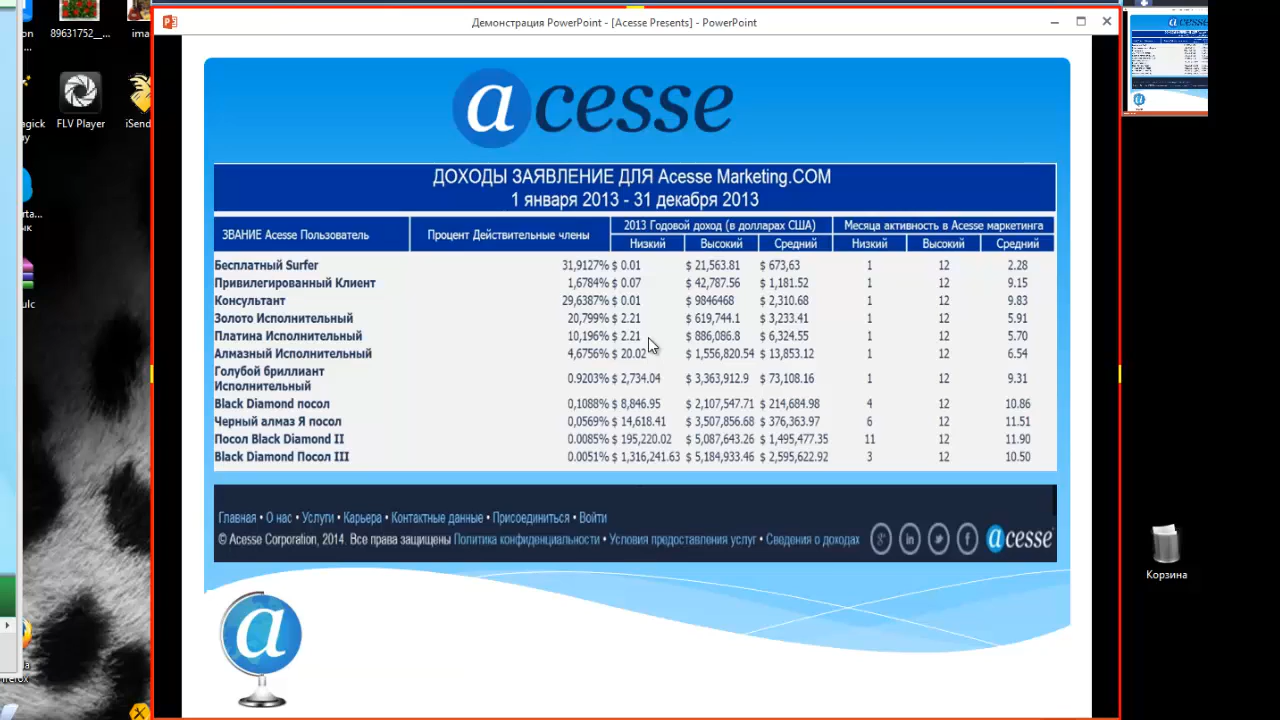 Демонстрация PowerPoint - [Acesse Presents] - PowerPoint
89631752__...
ima
FLV Player
iSend
agick
acesse
ДОХОДЫ ЗАЯВЛЕНИЕ ДЛЯ Acesse Marketing.COM
1 января 2013 - 31 декабря 2013
ЗВАНИЕ Acesse Пользователь Процент Действительные члены 2013 Годовой доход (в долларах США) Месяца активность в Acesse маркетинга
Низкий Высокий Средний Низкий Высокий Средний
Бесплатный Surfer 31,9127% $ 0.01 $ 21,563.81 $ 673,63 1 12 2.28
Привилегированный Клиент 1,6784% $ 0.07 $ 42,787.56 $ 1,181.52 1 12 9.15
Консультант 29,6387% $ 0.01 $ 9846468 $ 2,310.68 1 12 9.83
Золото Исполнительный 20,799% $ 2.21 $ 619,744.1 $ 3,233.41 1 12 5.91
Платина Исполнительный 10,196% $ 2.21 $ 886,086.8 $ 6,324.55 1 12 5.70
Алмазный Исполнительный 4,6756% $ 20.02 $ 1,556,820.54 $ 13,853.12 1 12 6.54
Голубой бриллиант
Исполнительный 0.9203% $ 2,734.04 $ 3,363,912.9 $ 73,108.16 1 12 9.31
Black Diamond посол 0,1088% $ 8,846.95 $ 2,107,547.71 $ 214,684.98 4 12 10.86
Черный алмаз Я посол 0,0569% $ 14,618.41 $ 3,507,856.68 $ 376,363.97 6 12 11.51
Посол Black Diamond II 0.0085% $ 195,220.02 $ 5,087,643.26 $ 1,495,477.35 11 12 11.90
Black Diamond Посол III 0.0051% $ 1,316,241.63 $ 5,184,933.46 $ 2,595,622.92 3 12 10.50
Главная • О нас • Услуги • Карьера • Контактные данные • Присоединиться • Войти
© Acesse Corporation, 2014. Все права защищены Политика конфиденциальности • Условия предоставления услуг • Сведения о доходах
acesse
a
Корзина